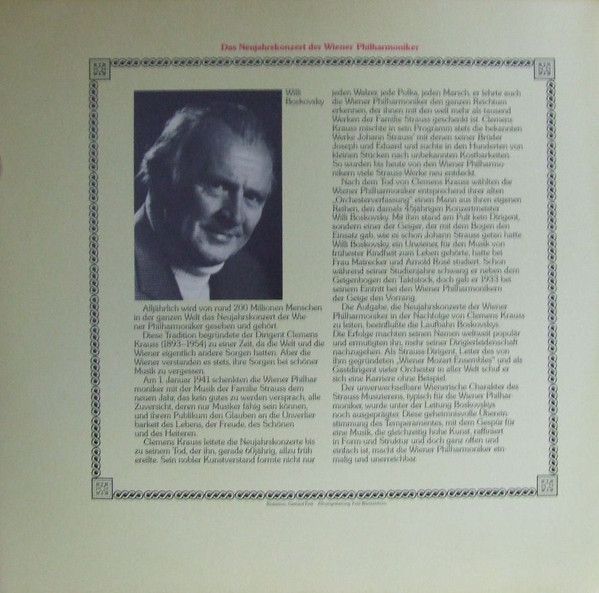 Das Neujahrskonzert der Wiener Philharmoniker
Willi
Boskovsky
Alljährlich wird von rund 200 Millionen Menschen
in der ganzen Welt das Neujahrskonzert der Wie
ner Philharmoniker gesehen und gehört.
Diese Tradition begründete der Dirigent Clemens
Krauss (1893–1954) zu einer Zeit, da die Welt und die
Wiener eigentlich andere Sorgen hatten. Aber die
Wiener verstanden es stets, ihre Sorgen bei schöner
Musik zu vergessen.
Am 1. Januar 1941 schenkten die Wiener Philhar
moniker mit der Musik der Familie Strauss dem
neuen Jahr, das kein gutes zu werden versprach, alle
Zuversicht, deren nur Musiker fähig sein können,
und ihrem Publikum den Glauben an die Unverlier
barkeit des Lebens, der Freude, des Schönen
und des Heiteren.
Clemens Krauss leitete die Neujahrskonzerte bis
zu seinem Tod, der ihn, gerade 60jährig, allzu früh
ereilte. Sein nobler Kunstverstand formte nicht nur
jeden Walzer, jede Polka, jeden Marsch, er lehrte auch
die Wiener Philharmoniker den ganzen Reichtum
erkennen, der ihnen mit den weit mehr als tausend
Werken der Familie Strauss geschenkt ist. Clemens
Krauss mischte in sein Programm stets die bekannten
Werke Johann Strauss' mit denen seiner Brüder
Joseph und Eduard und suchte in den Hunderten von
kleinen Stücken nach unbekannten Kostbarkeiten.
So wurden bis heute von den Wiener Philharmo
nikern viele Strauss-Werke neu entdeckt.
Nach dem Tod von Clemens Krauss wählten die
Wiener Philharmoniker entsprechend ihrer alten
„Orchesterverfassung" einen Mann aus ihren eigenen
Reihen, den damals 45jährigen Konzertmeister
Willi Boskovsky. Mit ihm stand am Pult kein Dirigent,
sondern einer der Geiger, der mit dem Bogen den
Einsatz gab, wie es schon Johann Strauss getan hatte.
Willi Boskovsky, ein Urwiener, für den Musik von
frühester Kindheit zum Leben gehörte, hatte bei
Frau Mairecker und Arnold Rosé studiert. Schon
während seiner Studienjahre schwang er neben dem
Geigenbogen den Taktstock, doch gab er 1933 bei
seinem Eintritt bei den Wiener Philharmonikern
der Geige den Vorrang.
Die Aufgabe, die Neujahrskonzerte der Wiener
Philharmoniker in der Nachfolge von Clemens Krauss
zu leiten, beeinflußte die Laufbahn Boskovskys.
Die Erfolge machten seinen Namen weltweit populär
und ermutigten ihn, mehr seiner Dirigierleidenschaft
nachzugehen. Als Strauss-Dirigent, Leiter des von
ihm gegründeten „Wiener Mozart Ensembles" und als
Gastdirigent vieler Orchester in aller Welt schuf er
sich eine Karriere ohne Beispiel.
Der unverwechselbare Wienerische Charakter des
Strauss-Musizierens, typisch für die Wiener Philhar
moniker, wurde unter der Leitung Boskovskys
noch ausgeprägter. Diese geheimnisvolle Überein
stimmung des Temperamentes, mit dem Gespür für
eine Musik, die gleichzeitig hohe Kunst, raffiniert
in Form und Struktur und doch ganz offen und
einfach ist, macht die Wiener Philharmoniker ein
malig und unerreichbar.